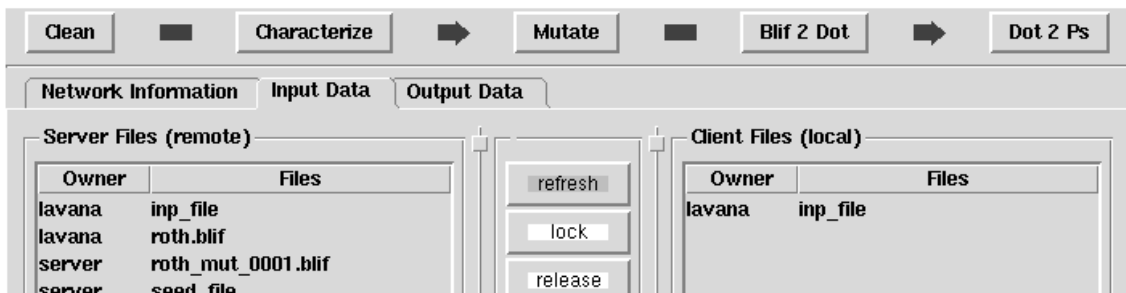 Clean Characterize Mutate Blif 2 Dot Dot 2 Ps
Network Information Input Data Output Data
Server Files (remote) Client Files (local)
Owner Files refresh Owner Files
lavana inp_file lavana inp_file
lavana roth.blif lock
server roth_mut_0001.blif
server seed_file release